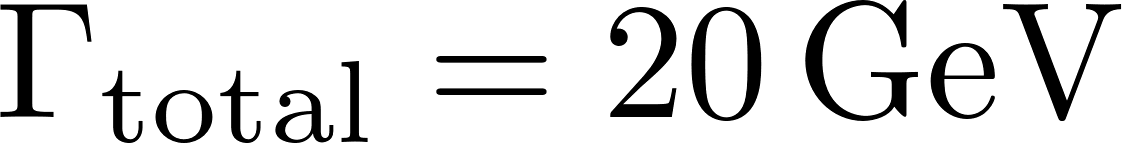 Γ_total = 20 GeV